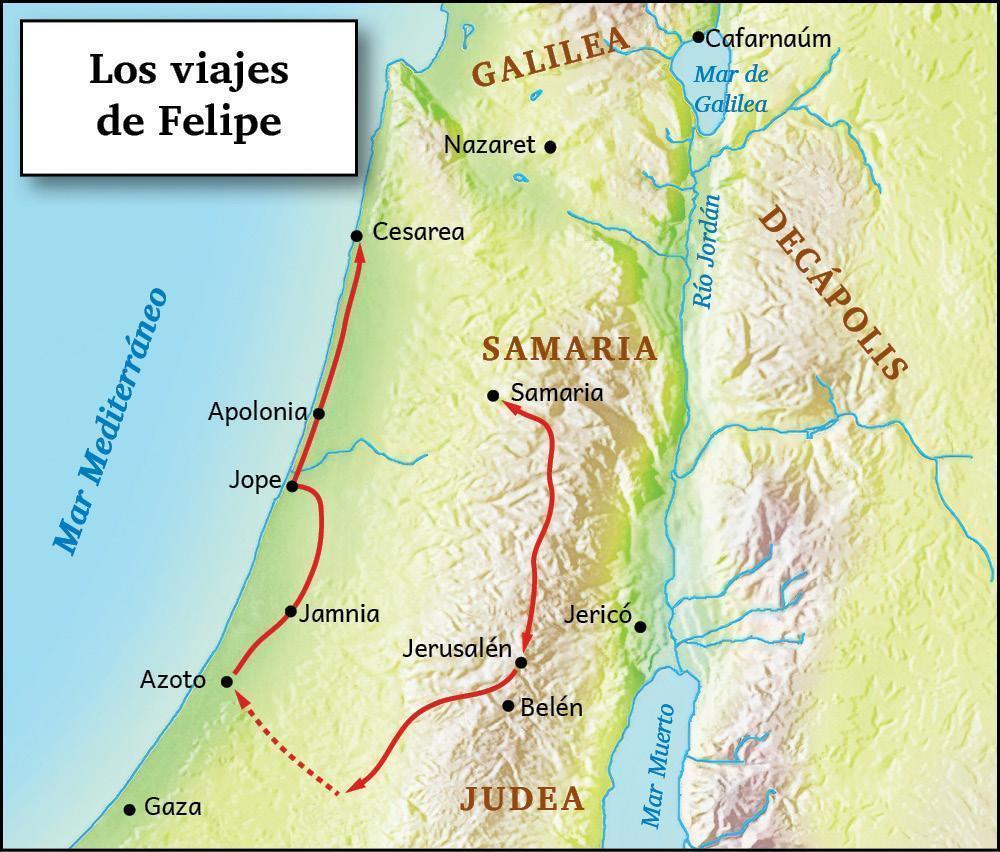 Los viajes
de Felipe
GALILEA
Cafarnaúm
Mar de
Galilea
Nazaret
Cesarea
Río Jordán
DECÁPOLIS
Mar Mediterráneo
SAMARIA
Samaria
Apolonia
Jope
Jamnia
Jericó
Jerusalén
Azoto
Belén
Mar Muerto
JUDEA
Gaza